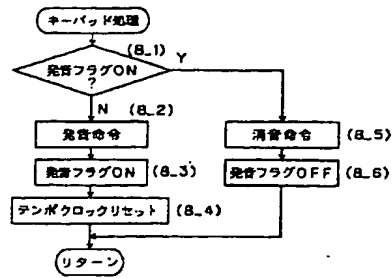 キーパッド処理
(8_1)
発音フラグON
?
Y
N
(8_2)
発音命令
消音命令
(8_5)
発音フラグON
(8_3)
発音フラグOFF
(8_6)
テンポクロックリセット
(8_4)
リターン